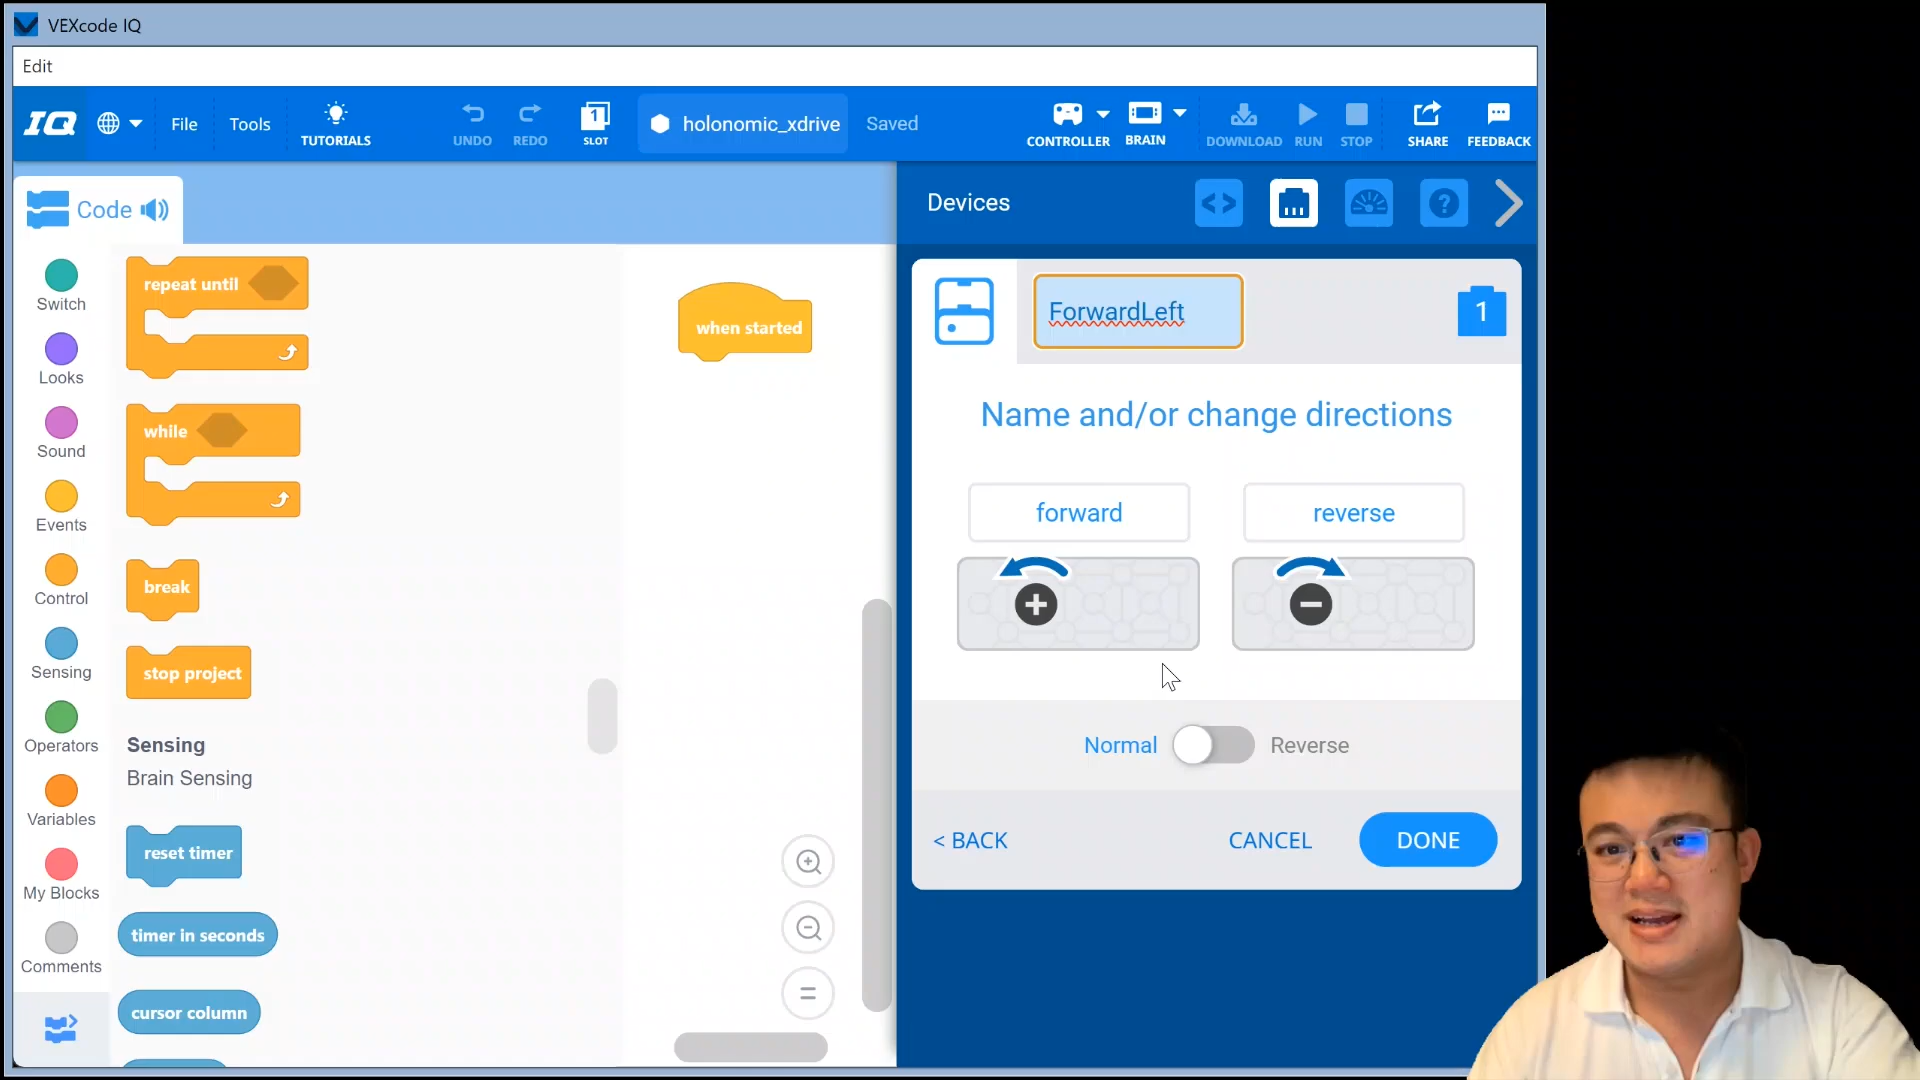 VEXcode IQ
Edit
IQ
File
Tools
TUTORIALS
UNDO
REDO
1
SLOT
holonomic_xdrive
Saved
CONTROLLER
BRAIN
DOWNLOAD
RUN
STOP
SHARE
FEEDBACK
Code
Devices
?
Switch
Looks
Sound
Events
Control
Sensing
Operators
Variables
My Blocks
Comments
repeat until
while
break
stop project
Sensing
Brain Sensing
reset timer
timer in seconds
cursor column
when started
ForwardLeft
1
Name and/or change directions
forward
reverse
Normal
Reverse
< BACK
CANCEL
DONE